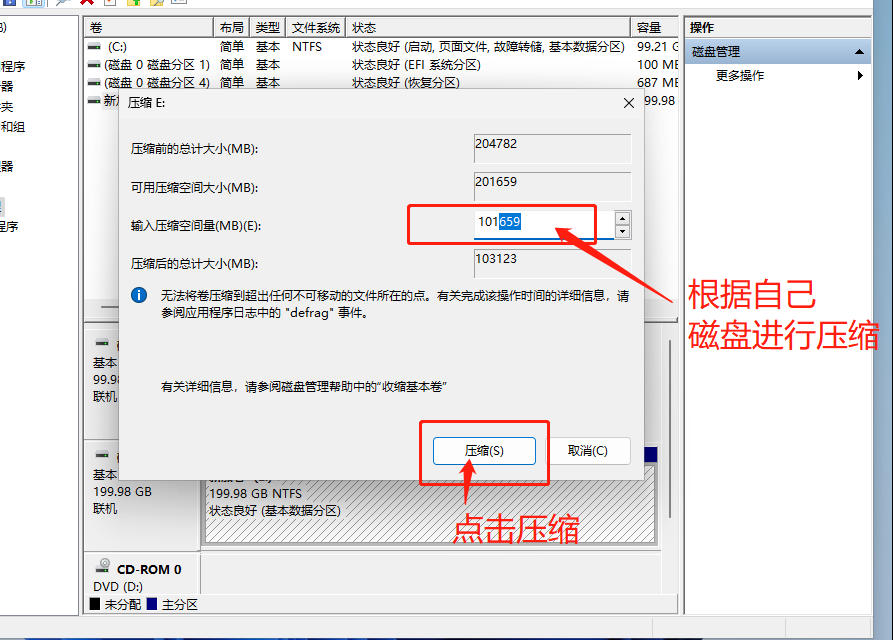 卷 布局 类型 文件系统 状态 容量
(C:) 简单 基本 NTFS 状态良好 (启动, 页面文件, 故障转储, 基本数据分区) 99.21 G
(磁盘 0 磁盘分区 1) 简单 基本 状态良好 (EFI 系统分区) 100 ME
(磁盘 0 磁盘分区 4) 简单 基本 状态良好 (恢复分区) 687 ME
99.98
程序
器
夹
和组
器
程序
操作
磁盘管理
更多操作
压缩 E:
压缩前的总计大小(MB): 204782
可用压缩空间大小(MB): 201659
输入压缩空间量(MB)(E): 101659
压缩后的总计大小(MB): 103123
无法将卷压缩到超出任何不可移动的文件所在的点。有关完成该操作时间的详细信息，请
参阅应用程序日志中的 "defrag" 事件。
有关详细信息，请参阅磁盘管理帮助中的“收缩基本卷”
压缩(S) 取消(C)
根据自己
磁盘进行压缩
点击压缩
基本
99.9
联机
基本
199.98 GB
联机
199.98 GB NTFS
状态良好 (基本数据分区)
CD-ROM 0
DVD (D:)
未分配 主分区